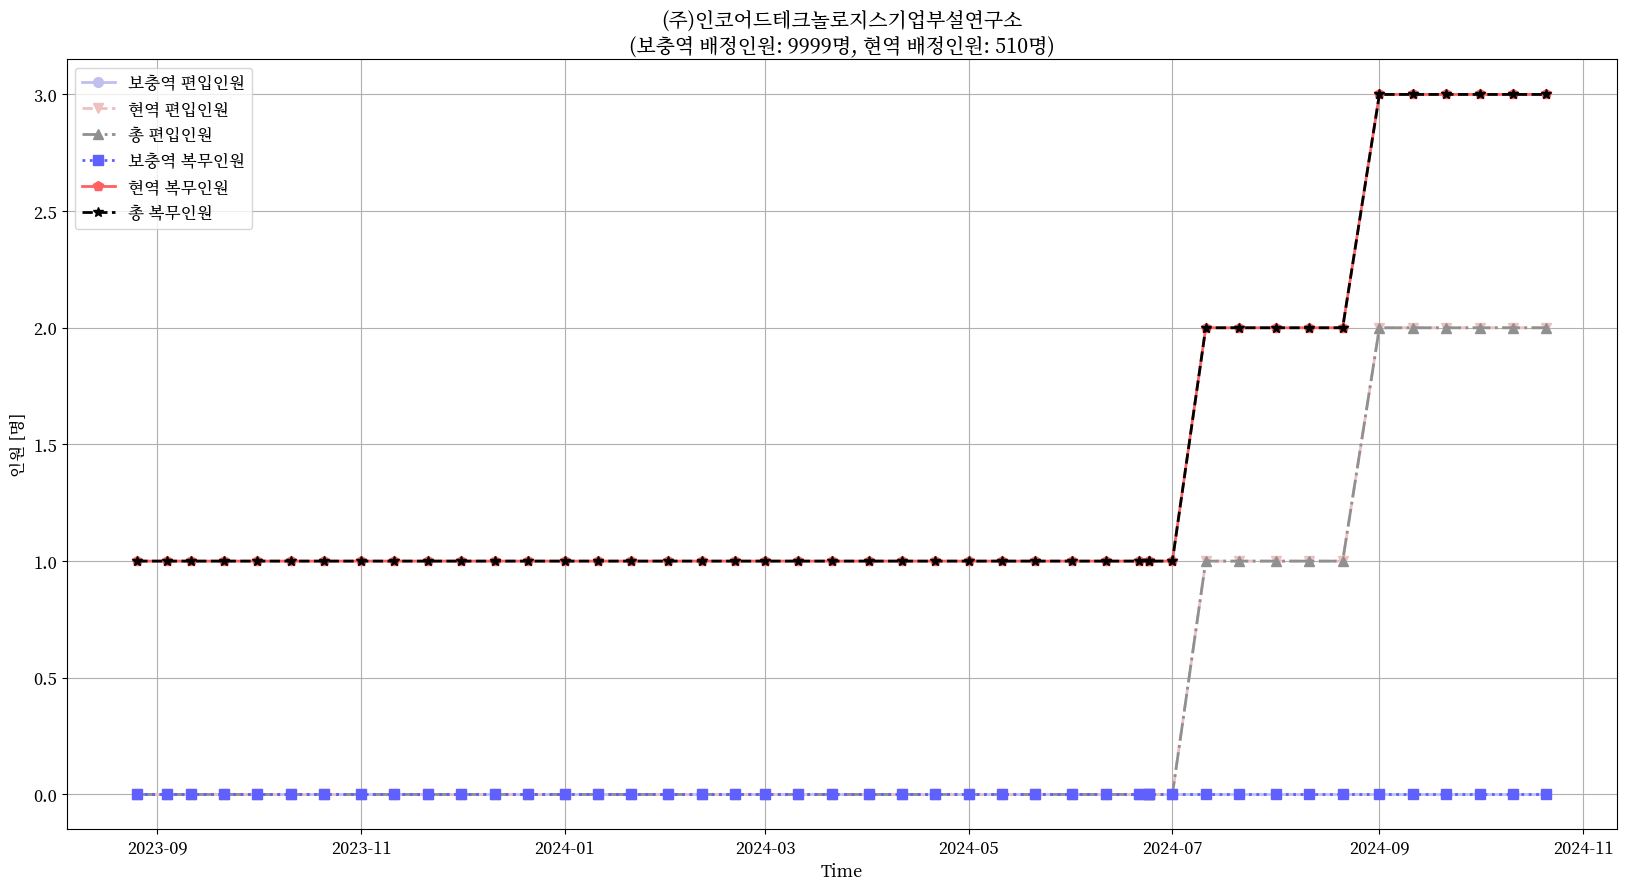 (주)인코어드테크놀로지스기업부설연구소
(보충역 배정인원: 9999명, 현역 배정인원: 510명)
보충역 편입인원
현역 편입인원
총 편입인원
보충역 복무인원
현역 복무인원
총 복무인원
인원 [명]
3.0
2.5
2.0
1.5
1.0
0.5
0.0
2023-09
2023-11
2024-01
2024-03
2024-05
2024-07
2024-09
2024-11
Time